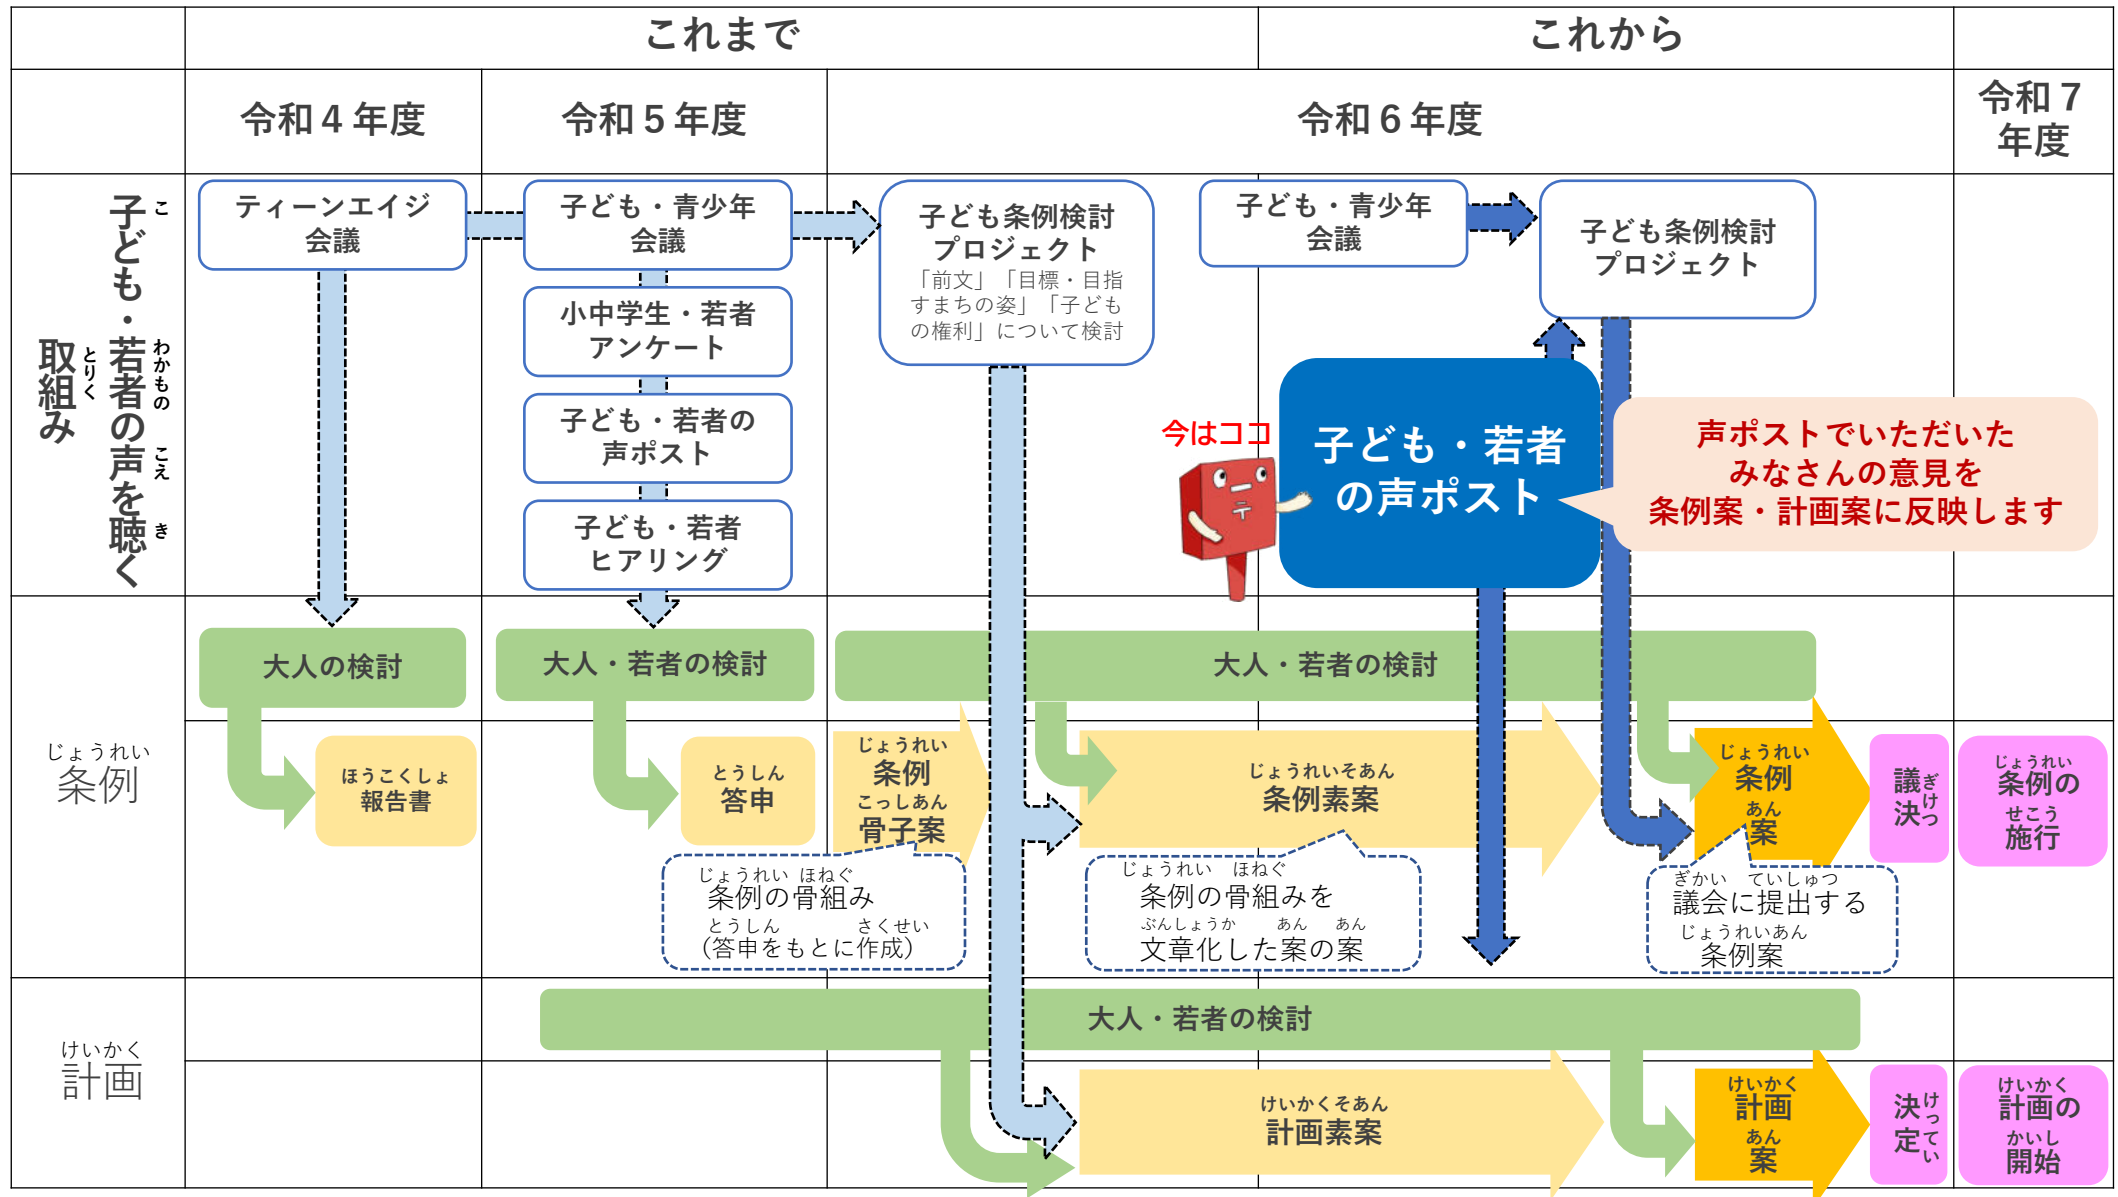 これまで
これから
令和４年度
令和５年度
令和６年度
令和７
年度
子ども・若者の声を聴く
こ
わかもの
こえ
き
取組み
とりく
ティーンエイジ
会議
子ども・青少年
会議
小中学生・若者
アンケート
子ども・若者の
声ポスト
子ども・若者
ヒアリング
子ども条例検討
プロジェクト
「前文」「目標・目指
すまちの姿」「子ども
の権利」について検討
子ども・青少年
会議
子ども条例検討
プロジェクト
今はココ
子ども・若者
の声ポスト
声ポストでいただいた
みなさんの意見を
条例案・計画案に反映します
じょうれい
条例
大人の検討
大人・若者の検討
大人・若者の検討
ほうこくしょ
報告書
とうしん
答申
じょうれい
条例
こっしあん
骨子案
じょうれいそあん
条例素案
じょうれい
条例
あん
案
議決
ぎけつ
じょうれい
条例の
せこう
施行
じょうれい ほねぐ
条例の骨組み
とうしん さくせい
（答申をもとに作成）
じょうれい ほねぐ
条例の骨組みを
ぶんしょうか あん あん
文章化した案の案
ぎかい ていしゅつ
議会に提出する
じょうれいあん
条例案
けいかく
計画
大人・若者の検討
けいかくそあん
計画素案
けいかく
計画
あん
案
決定
けってい
けいかく
計画の
かいし
開始